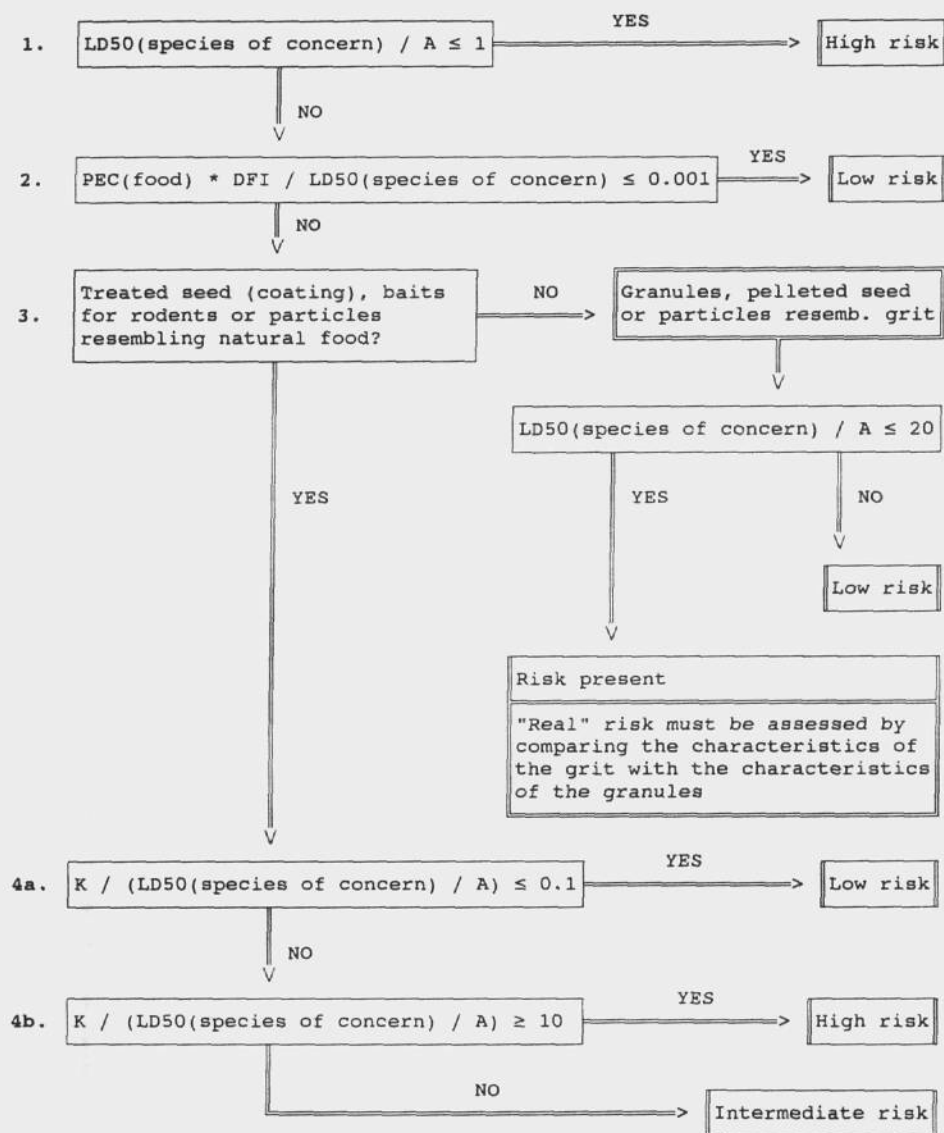 YES
1. LD50(species of concern) / A ≤ 1 High risk
NO
YES
2. PEC(food) * DFI / LD50(species of concern) ≤ 0.001 Low risk
NO
3. Treated seed (coating), baits
for rodents or particles
resembling natural food?
NO
Granules, pelleted seed
or particles resemb. grit
LD50(species of concern) / A ≤ 20
YES
YES
NO
Low risk
Risk present
"Real" risk must be assessed by
comparing the characteristics of
the grit with the characteristics
of the granules
YES
4a. K / (LD50(species of concern) / A) ≤ 0.1 Low risk
NO
YES
4b. K / (LD50(species of concern) / A) ≥ 10 High risk
NO
Intermediate risk